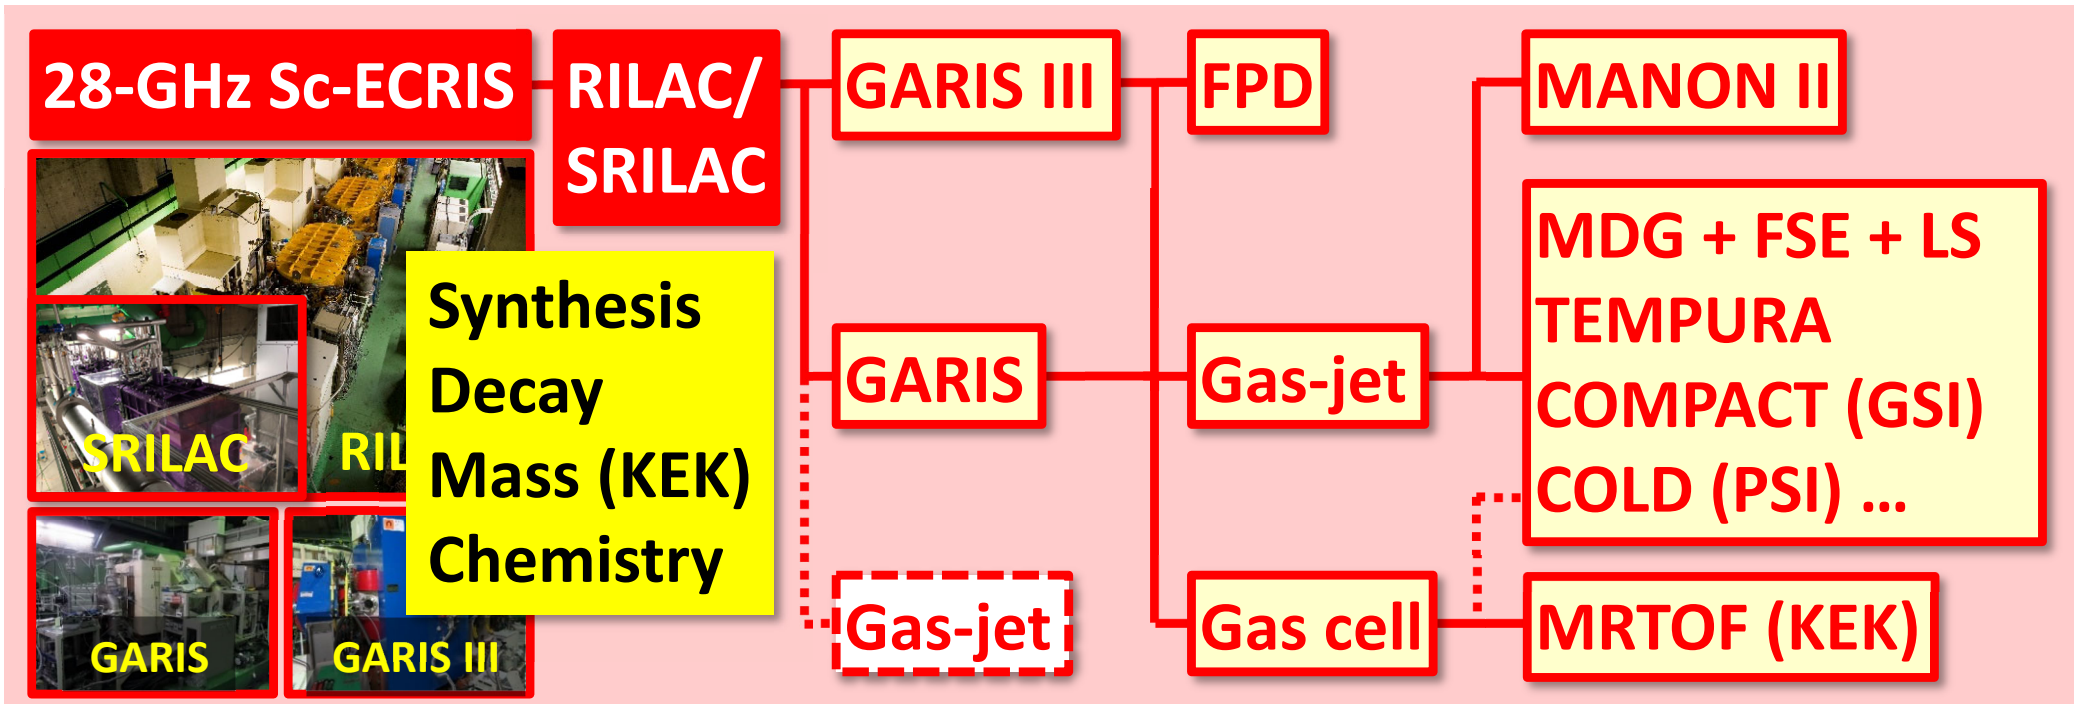 28-GHz Sc-ECRIS
RILAC/
SRILAC
GARIS III
FPD
MANON II
MDG + FSE + LS
TEMPURA
COMPACT (GSI)
COLD (PSI) ...
GARIS
Gas-jet
Gas-jet
Gas cell
MRTOF (KEK)
Synthesis
Decay
Mass (KEK)
Chemistry
SRILAC
RIL
GARIS
GARIS III